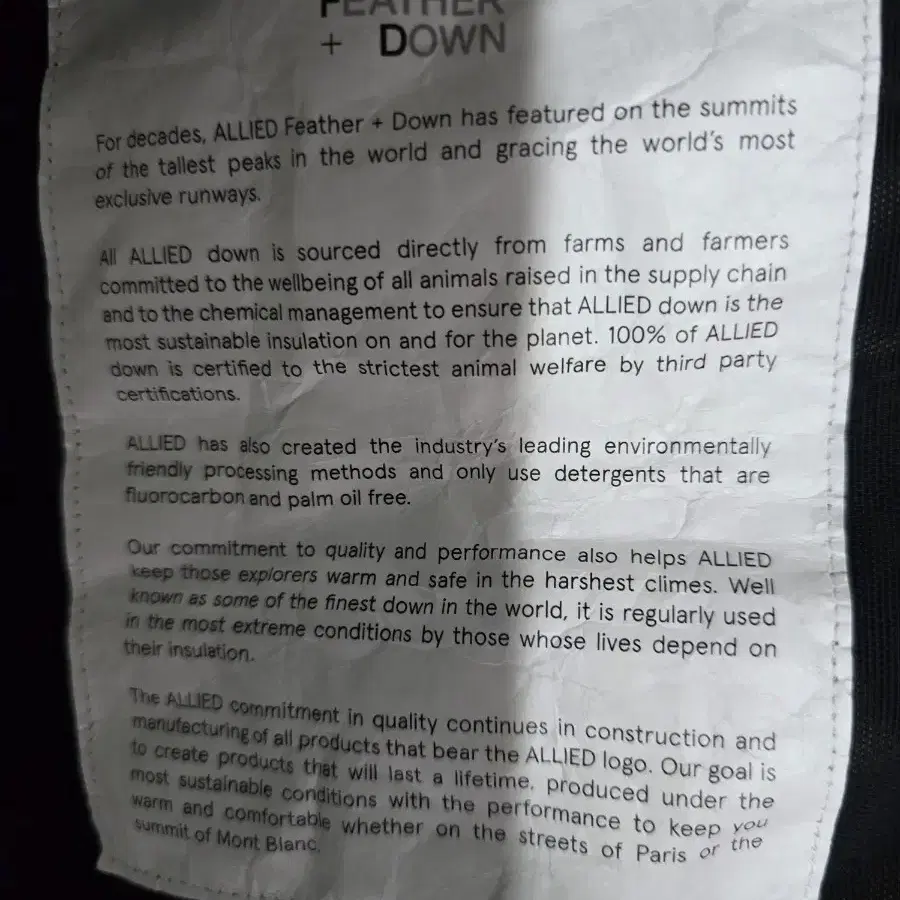 FEATHER
+ DOWN
For decades, ALLIED Feather + Down has featured on the summits
of the tallest peaks in the world and gracing the world's most
exclusive runways.
All ALLIED down is sourced directly from farms and farmers
committed to the wellbeing of all animals raised in the supply chain
and to the chemical management to ensure that ALLIED down is the
most sustainable insulation on and for the planet. 100% of ALLIED
down is certified to the strictest animal welfare by third party
certifications.
ALLIED has also created the industry's leading environmentally
friendly processing methods and only use detergents that are
fluorocarbon and palm oil free.
Our commitment to quality and performance also helps ALLIED
keep those explorers warm and safe in the harshest climes. Well
known as some of the finest down in the world, it is regularly used
in the most extreme conditions by those whose lives depend on
their insulation.
The ALLIED commitment in quality continues in construction and
manufacturing of all products that bear the ALLIED logo. Our goal is
to create products that will last a lifetime, produced under the
most sustainable conditions with the performance to keep you
warm and comfortable whether on the streets of Paris or the
summit of Mont Blanc.